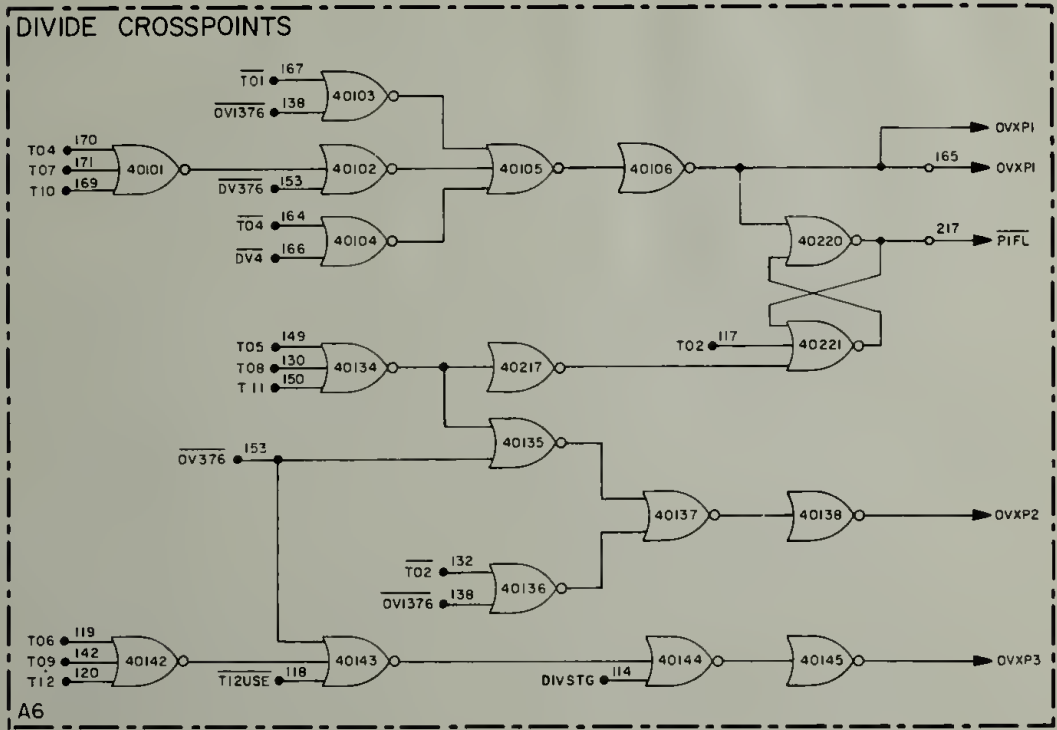 DIVIDE CROSSPOINTS
T01 167
OV1376 138
40103
T04 170
T07 171
T10 169
40101
40102
DV376 153
40105
40106
OVXP1
165 OVXP1
T04 164
DV4 166
40104
40220
217 P1FL
T05 149
T08 130
T11 150
40134
40217
T02 117
40221
OV376 153
40135
40137
40138
OVXP2
T02 132
OV1376 138
40136
T06 119
T09 142
T12 120
40142
40143
T12USE 118
40144
DIVSTG 114
40145
OVXP3
A6